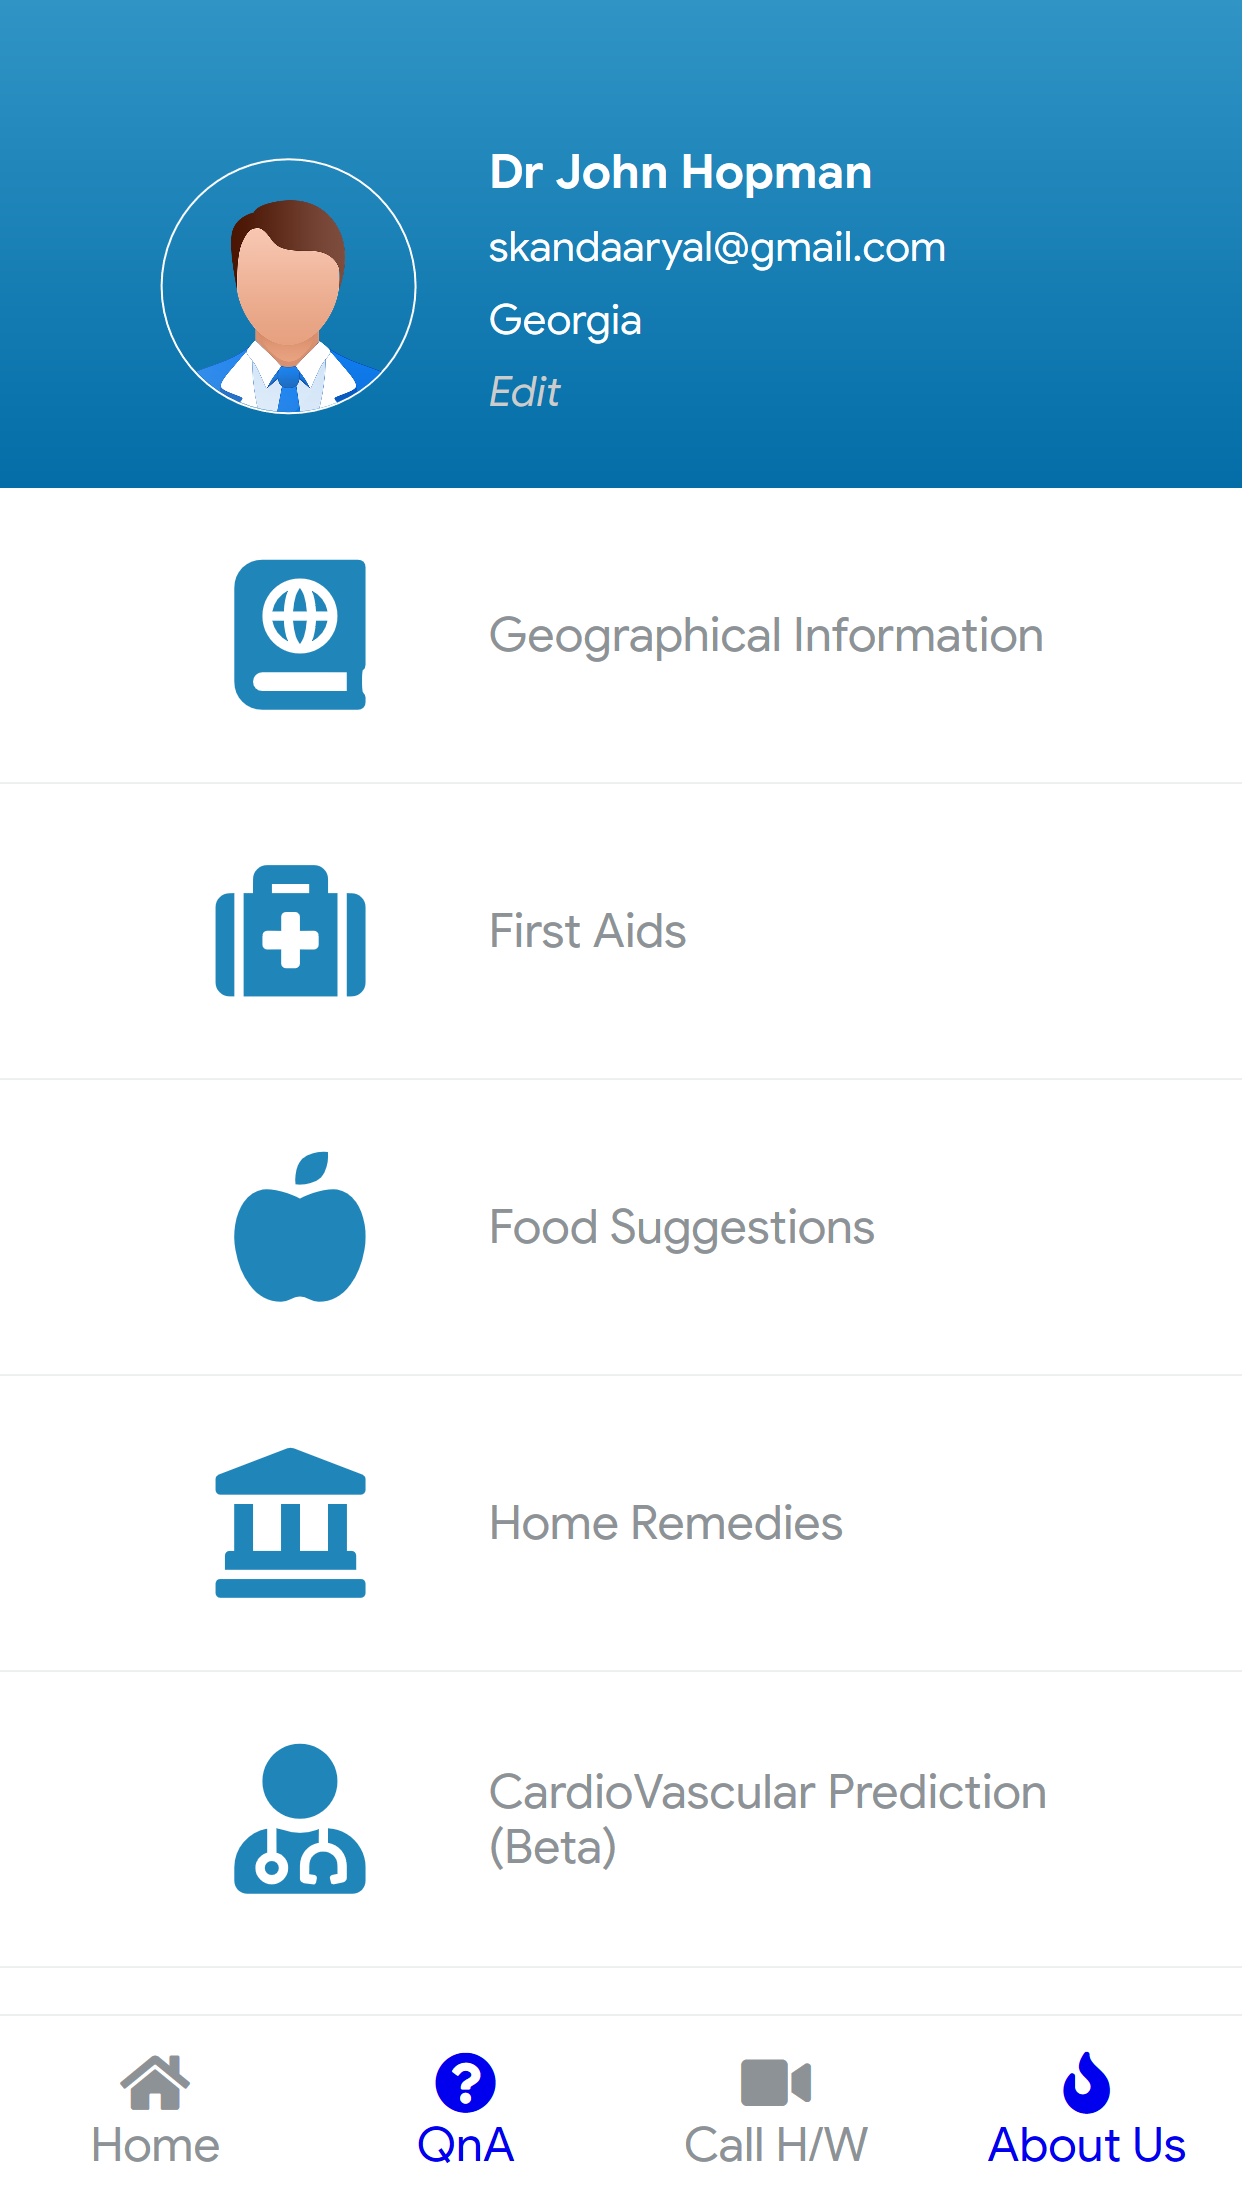 Dr John Hopman
skandaaryal@gmail.com
Georgia
Edit
Geographical Information
First Aids
Food Suggestions
Home Remedies
CardioVascular Prediction
(Beta)
Home
QnA
Call H/W
About Us